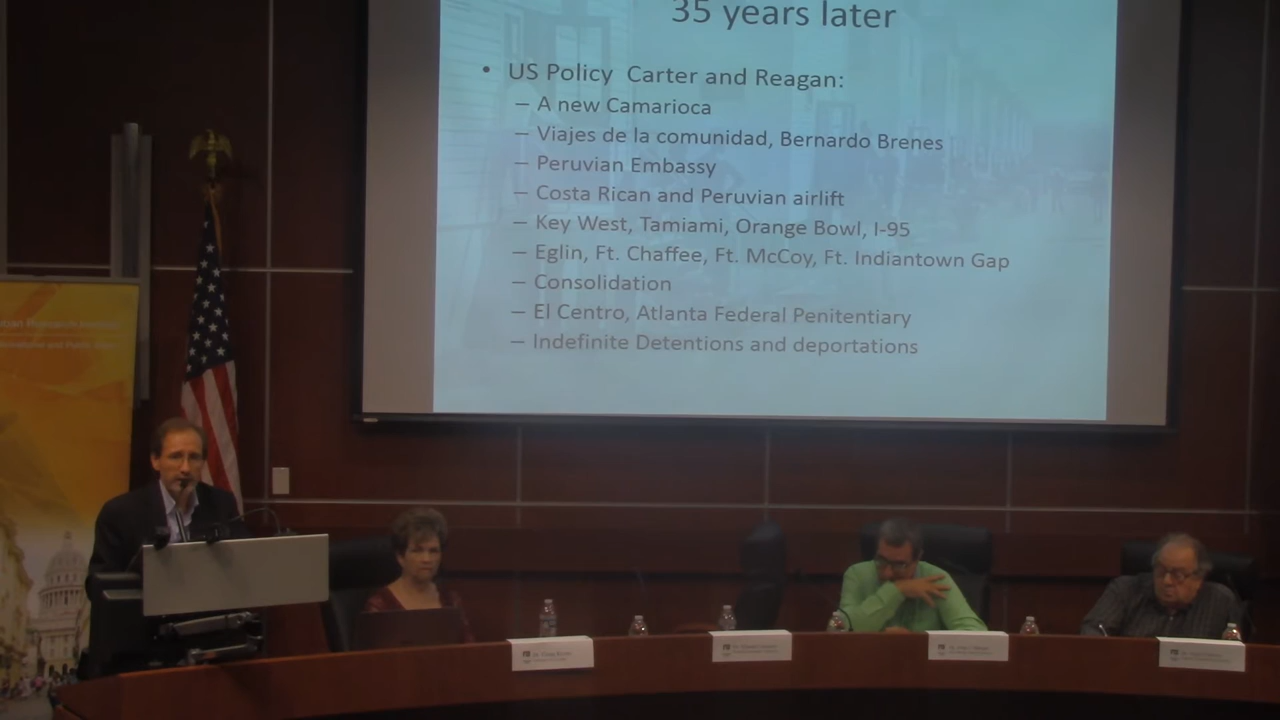 35 years later
• US Policy Carter and Reagan:
– A new Camarioca
– Viajes de la comunidad, Bernardo Brenes
– Peruvian Embassy
– Costa Rican and Peruvian airlift
– Key West, Tamiami, Orange Bowl, I-95
– Eglin, Ft. Chaffee, Ft. McCoy, Ft. Indiantown Gap
– Consolidation
– El Centro, Atlanta Federal Penitentiary
– Indefinite Detentions and deportations